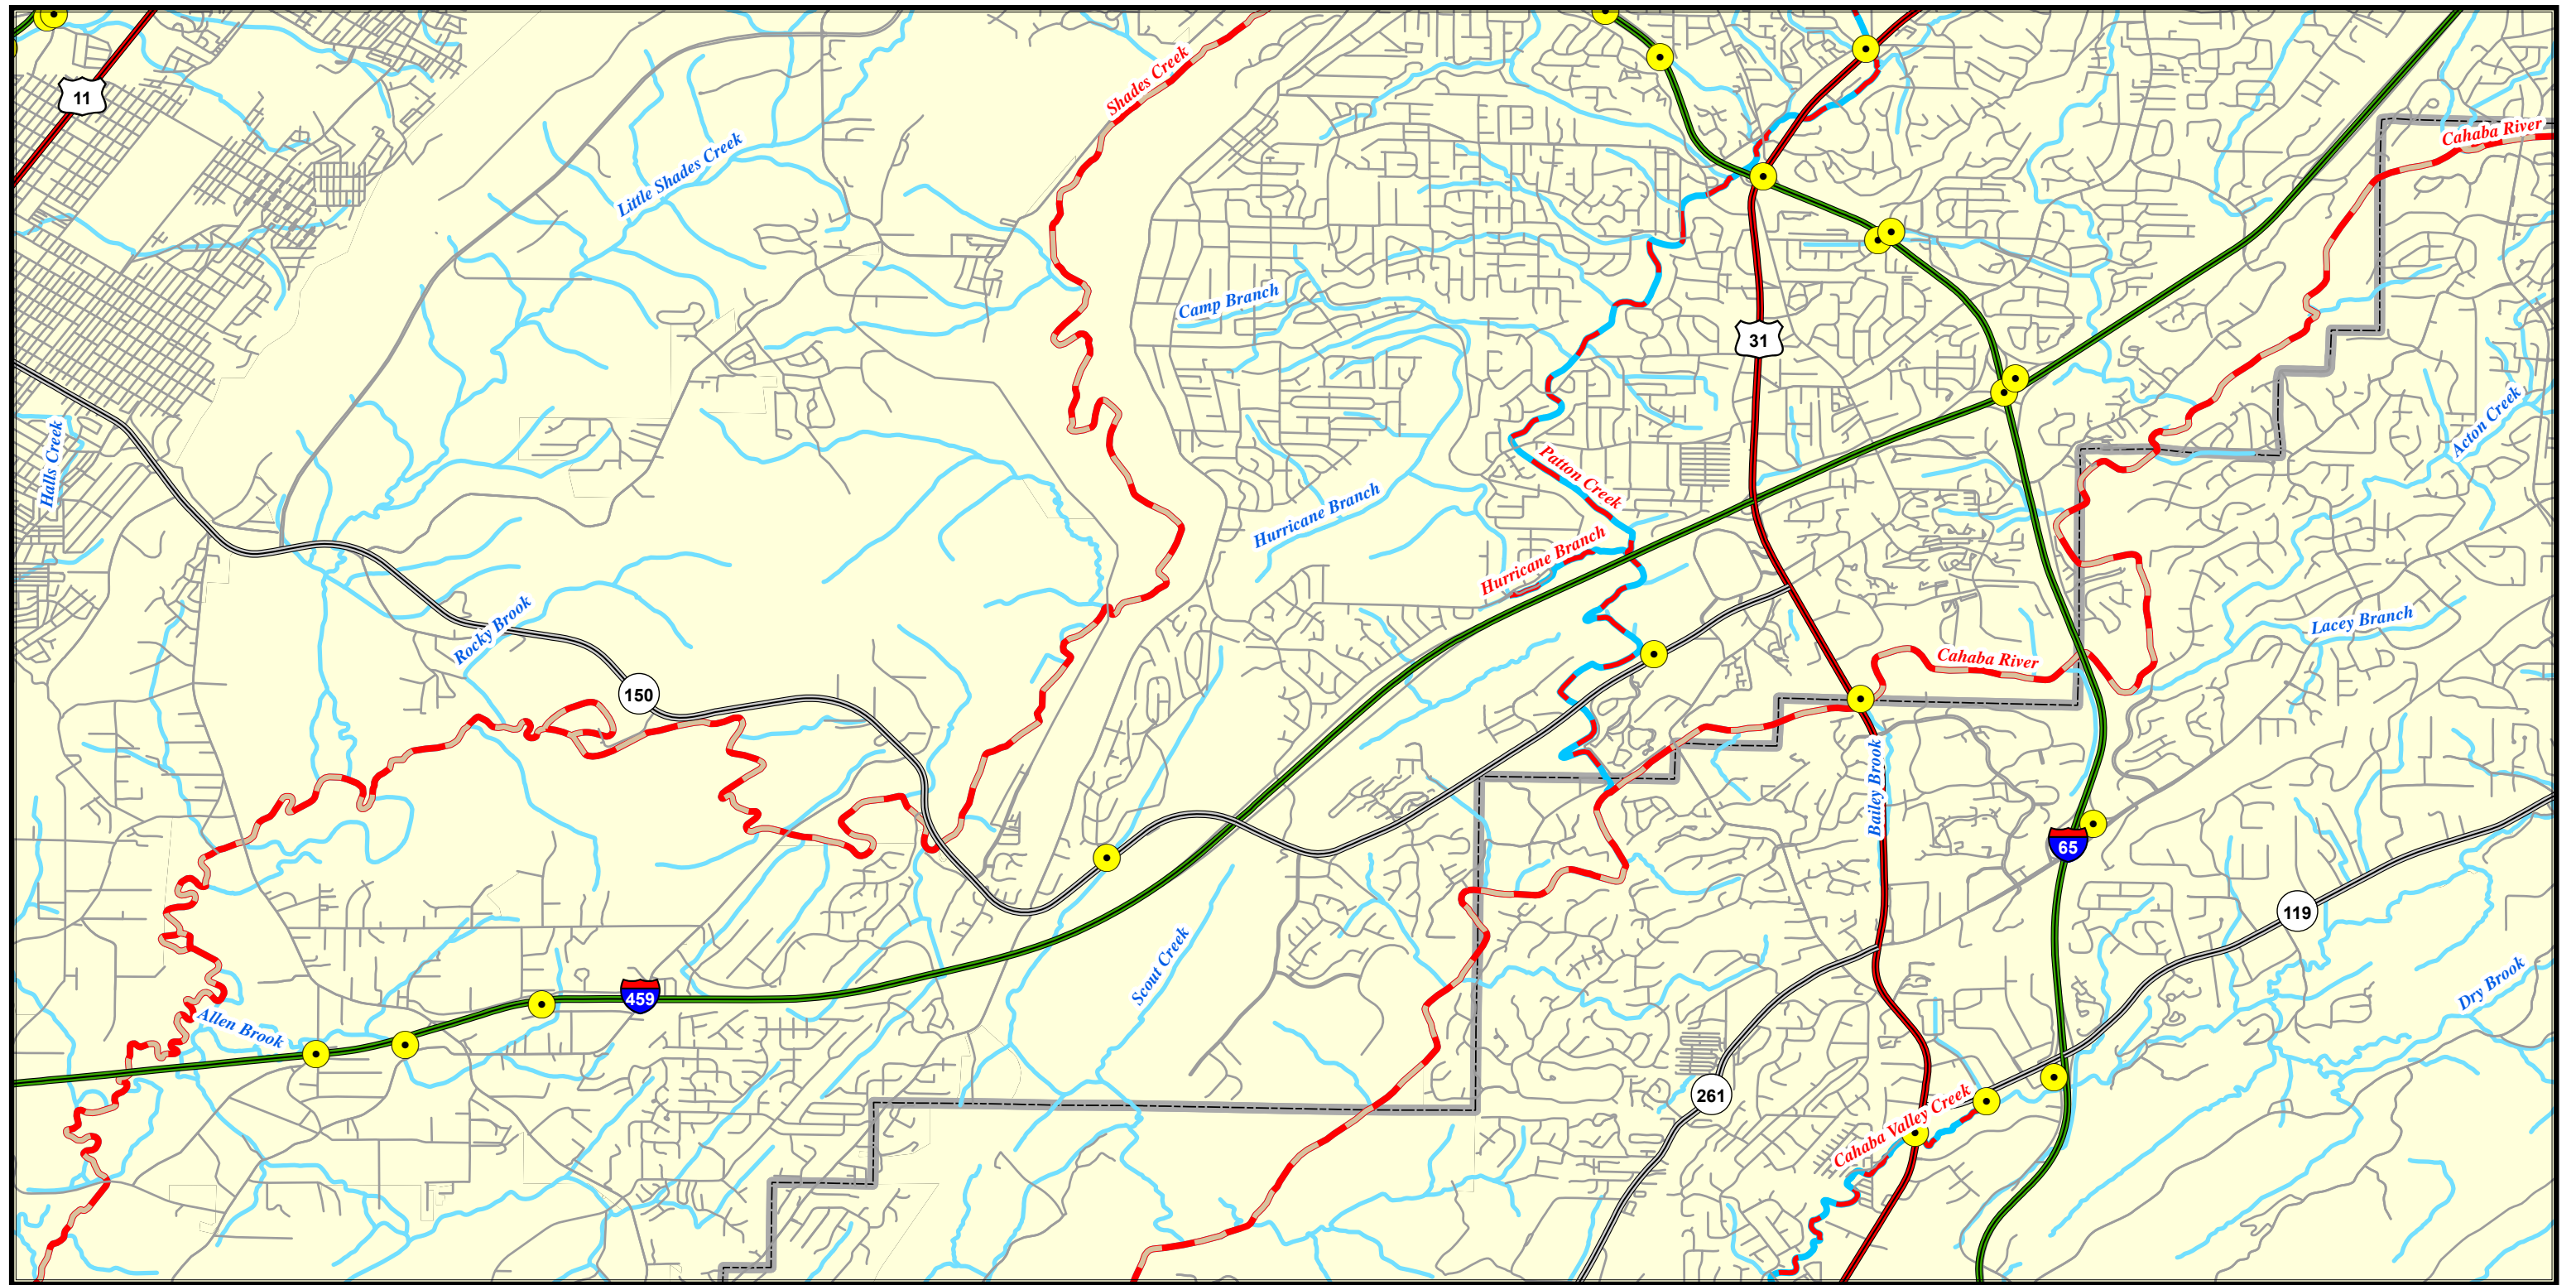 Shades Creek
11
Cahaba River
Little Shades Creek
Camp Branch
31
Acton Creek
Halls Creek
Patton Creek
Hurricane Branch
Hurricane Branch
Lacey Branch
Rocky Brook
Cahaba River
150
Bailey Brook
65
119
Scout Creek
Dry Brook
459
Allen Brook
261
Cahaba Valley Creek